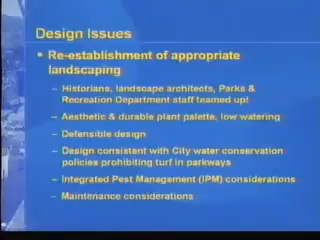 Design Issues
• Re-establishment of appropriate
landscaping
– Historians, landscape architects, Parks &
Recreation Department staff teamed up!
– Aesthetic & durable plant palette, low watering
– Defensible design
– Design consistent with City water conservation
policies prohibiting turf in parkways
– Integrated Pest Management (IPM) considerations
– Maintenance considerations